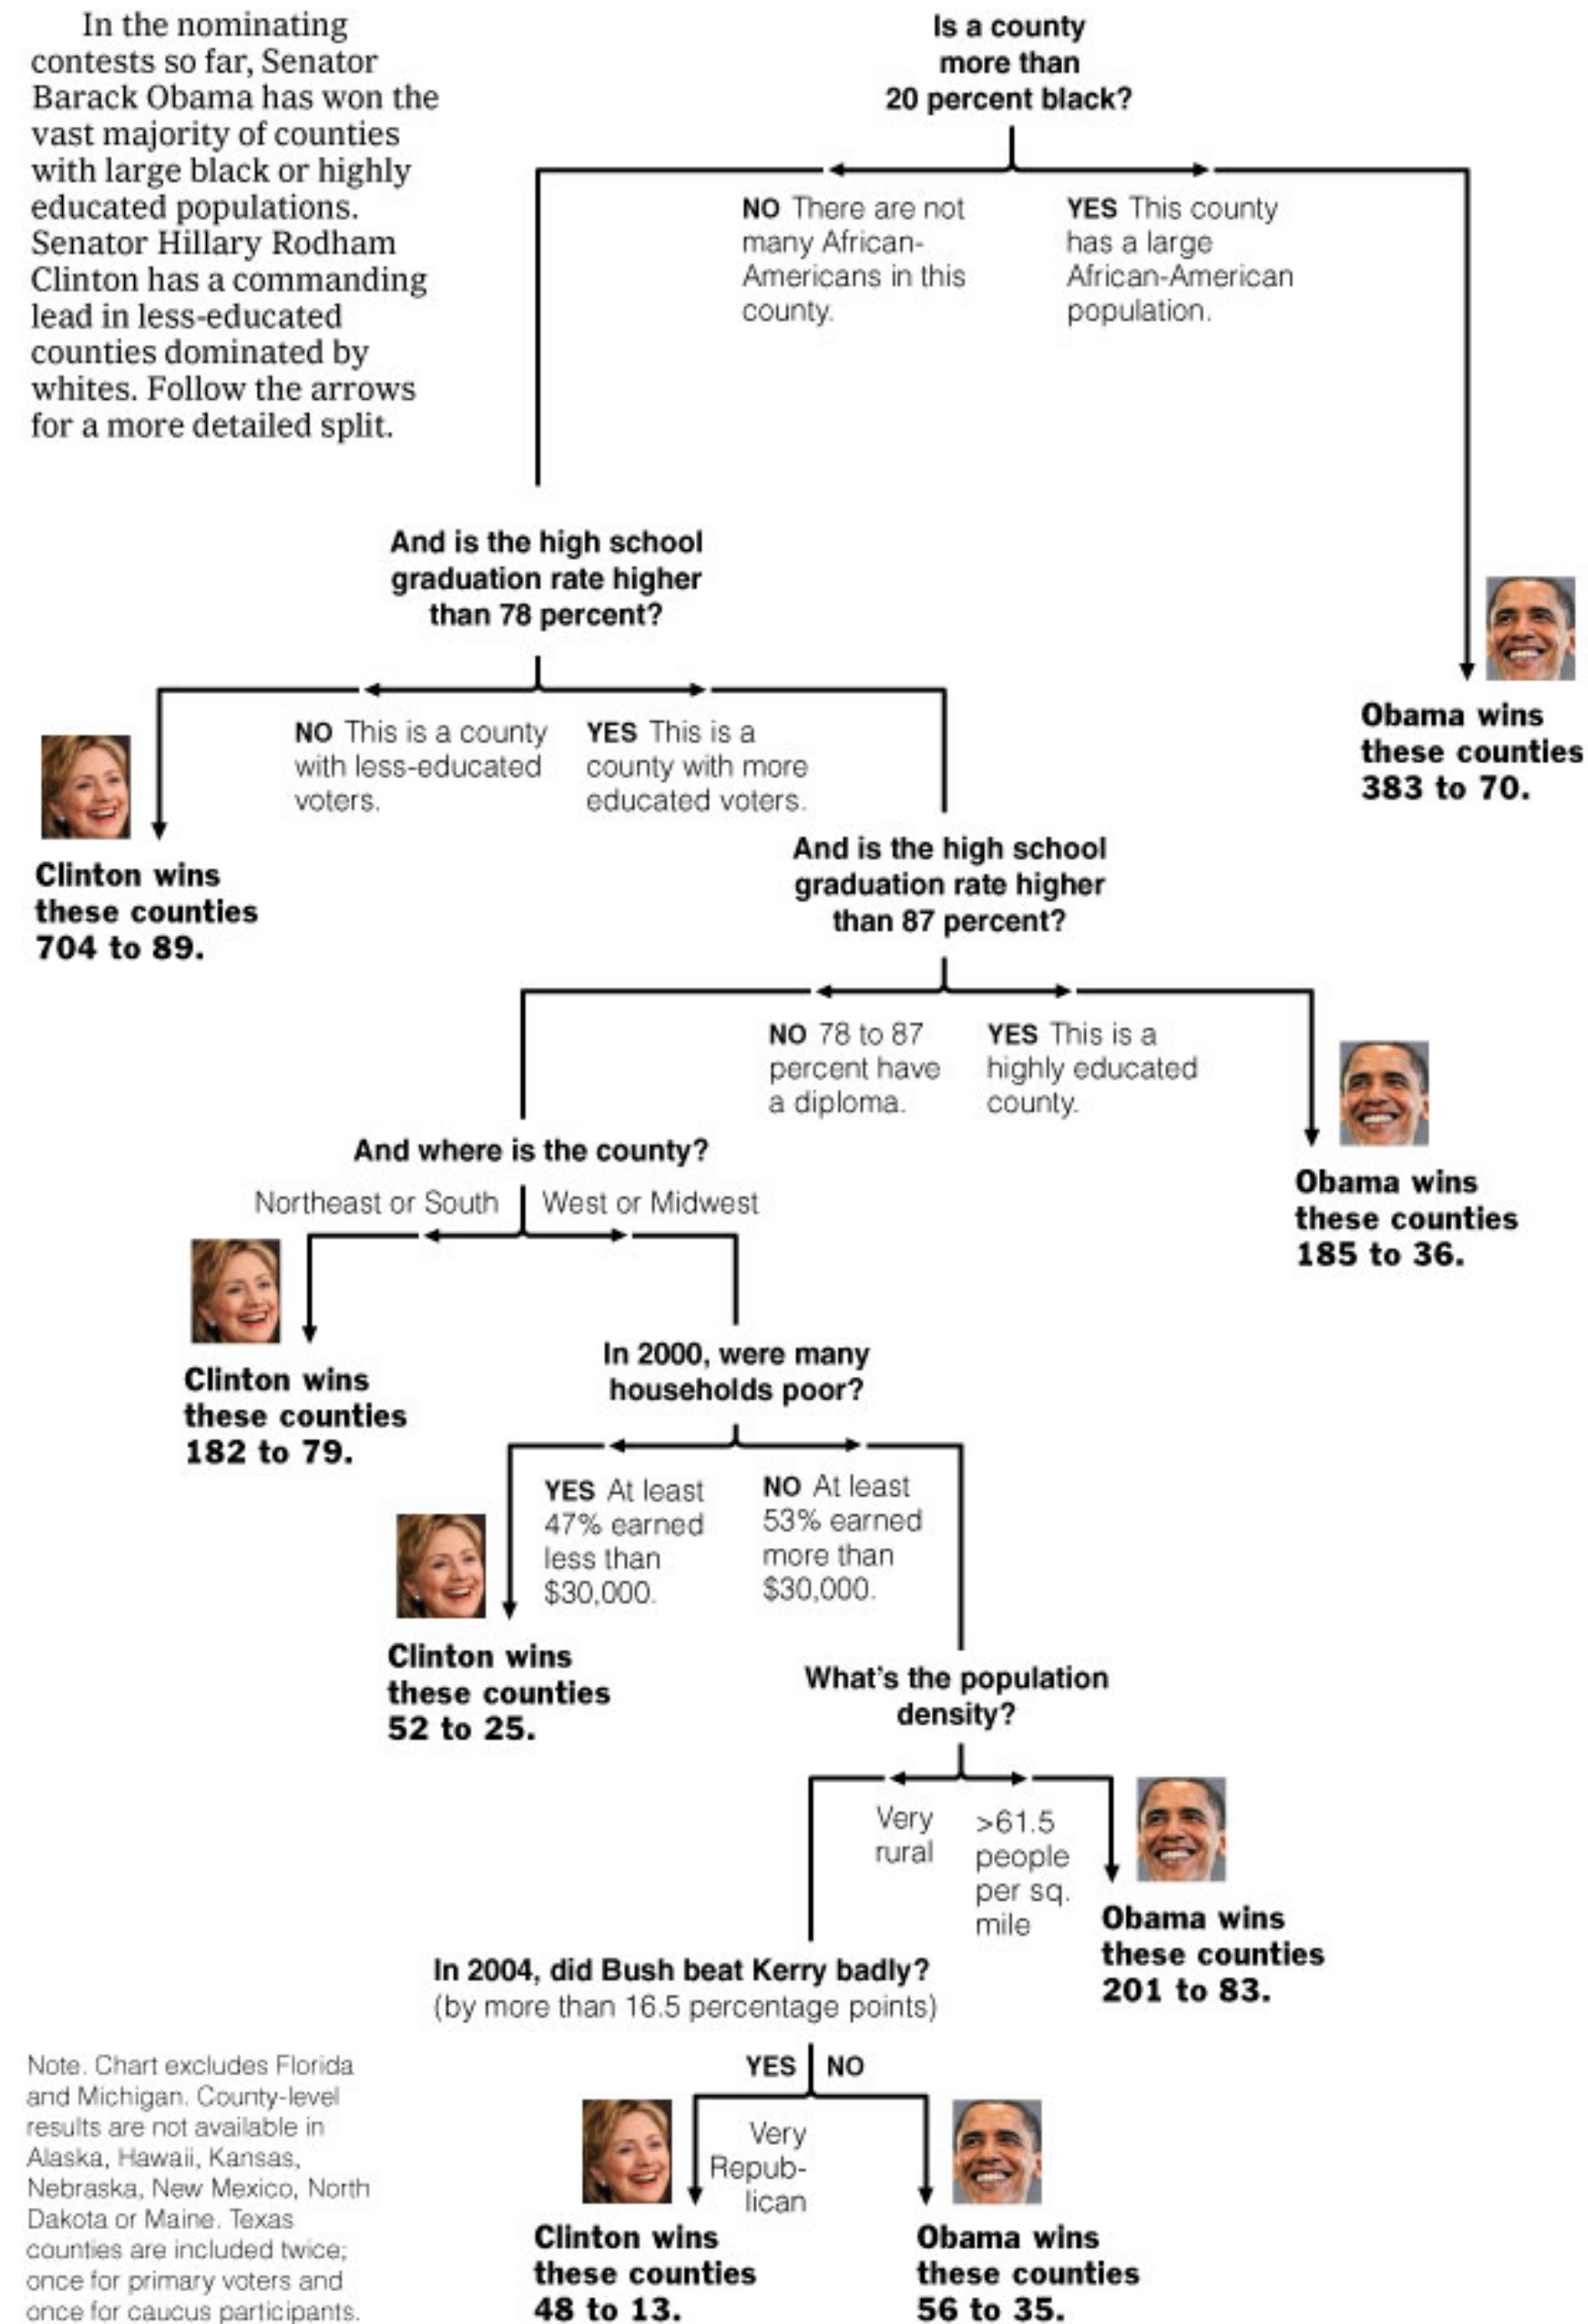 In the nominating
contests so far, Senator
Barack Obama has won the
vast majority of counties
with large black or highly
educated populations.
Senator Hillary Rodham
Clinton has a commanding
lead in less-educated
counties dominated by
whites. Follow the arrows
for a more detailed split.
Is a county
more than
20 percent black?
NO There are not
many African-
Americans in this
county.
YES This county
has a large
African-American
population.
Obama wins
these counties
383 to 70.
And is the high school
graduation rate higher
than 78 percent?
NO This is a county
with less-educated
voters.
YES This is a
county with more
educated voters.
Clinton wins
these counties
704 to 89.
And is the high school
graduation rate higher
than 87 percent?
NO 78 to 87
percent have
a diploma.
YES This is a
highly educated
county.
Obama wins
these counties
185 to 36.
And where is the county?
Northeast or South
West or Midwest
Clinton wins
these counties
182 to 79.
In 2000, were many
households poor?
YES At least
47% earned
less than
$30,000.
NO At least
53% earned
more than
$30,000.
Clinton wins
these counties
52 to 25.
What's the population
density?
Very
rural
>61.5
people
per sq.
mile
Obama wins
these counties
201 to 83.
In 2004, did Bush beat Kerry badly?
(by more than 16.5 percentage points)
YES
NO
Very
Repub-
lican
Clinton wins
these counties
48 to 13.
Obama wins
these counties
56 to 35.
Note. Chart excludes Florida
and Michigan. County-level
results are not available in
Alaska, Hawaii, Kansas,
Nebraska, New Mexico, North
Dakota or Maine. Texas
counties are included twice;
once for primary voters and
once for caucus participants.